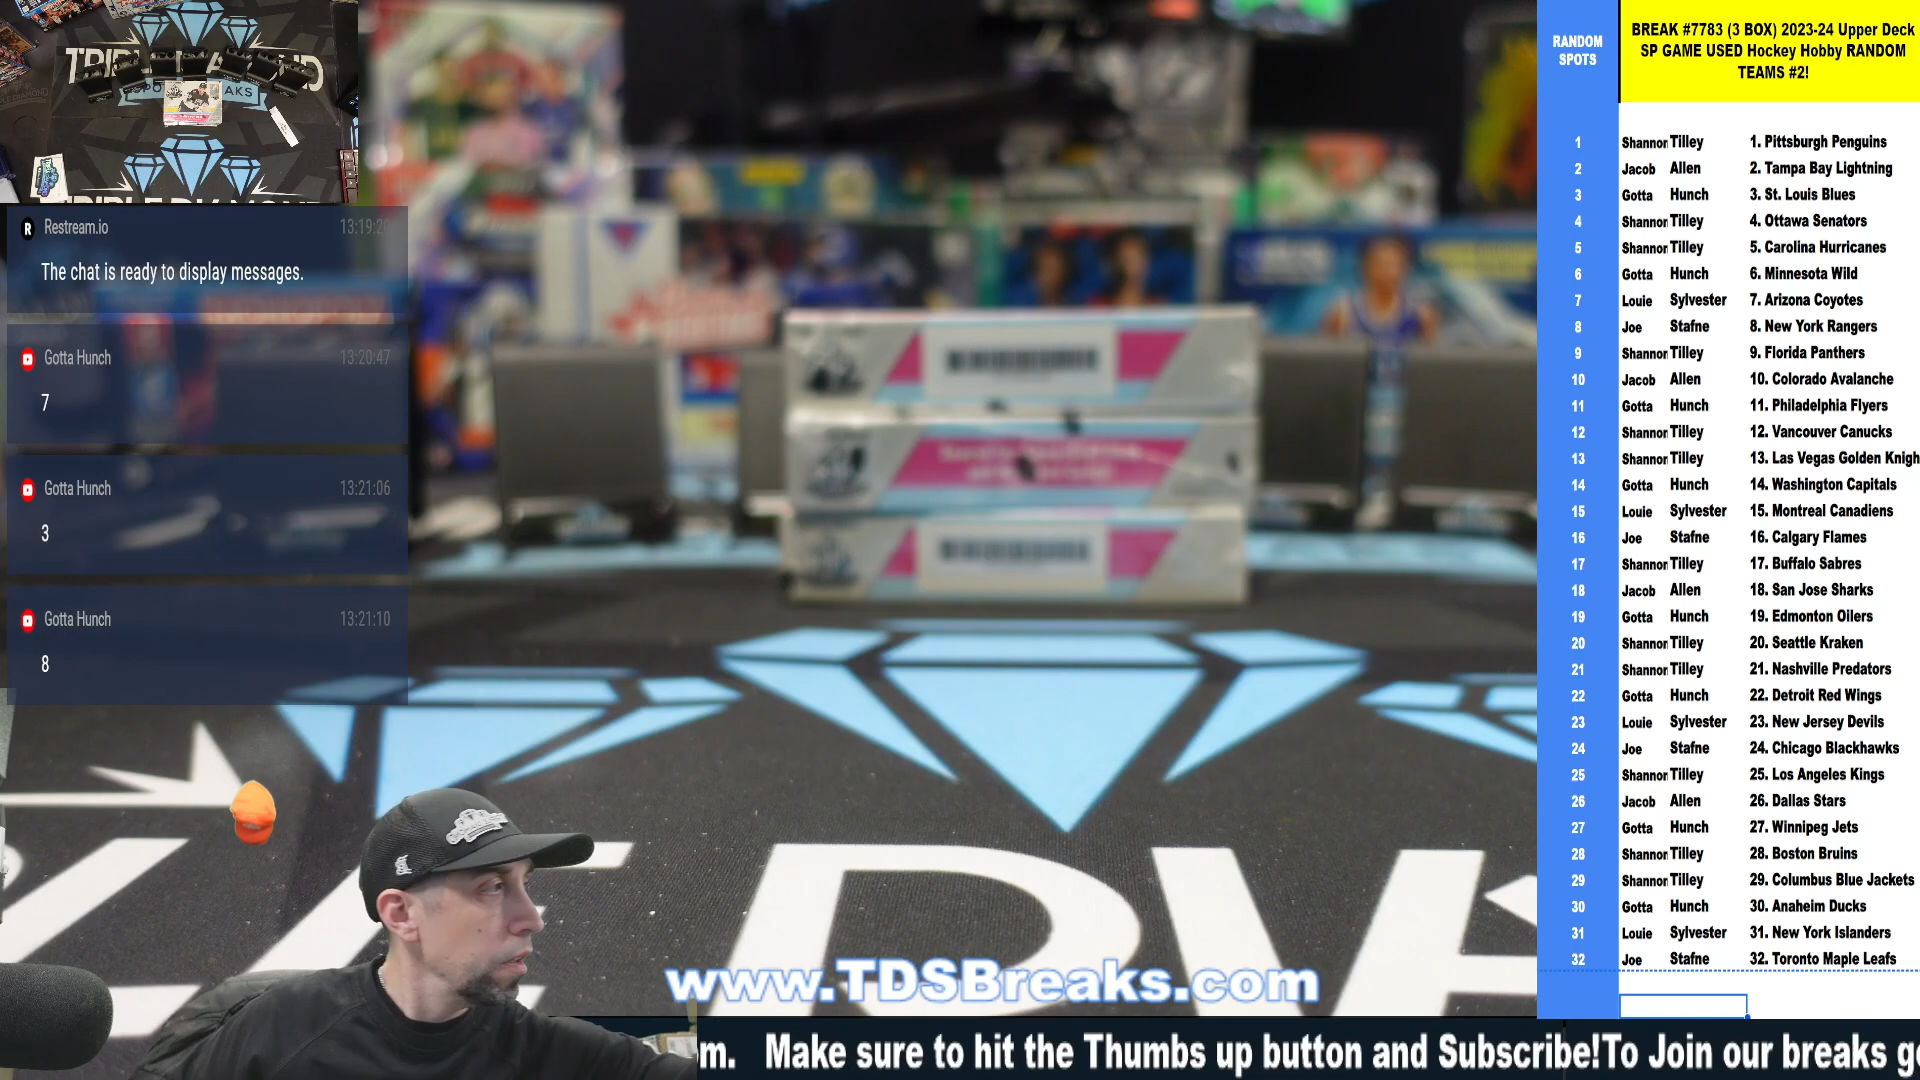 Restream.io 13:19:2
The chat is ready to display messages.
Gotta Hunch 13:20:47
7
Gotta Hunch 13:21:06
3
Gotta Hunch 13:21:10
8
RANDOM SPOTS
BREAK #7783 (3 BOX) 2023-24 Upper Deck
SP GAME USED Hockey Hobby RANDOM
TEAMS #2!
1 Shannon Tilley 1. Pittsburgh Penguins
2 Jacob Allen 2. Tampa Bay Lightning
3 Gotta Hunch 3. St. Louis Blues
4 Shannon Tilley 4. Ottawa Senators
5 Shannon Tilley 5. Carolina Hurricanes
6 Gotta Hunch 6. Minnesota Wild
7 Louie Sylvester 7. Arizona Coyotes
8 Joe Stafne 8. New York Rangers
9 Shannon Tilley 9. Florida Panthers
10 Jacob Allen 10. Colorado Avalanche
11 Gotta Hunch 11. Philadelphia Flyers
12 Shannon Tilley 12. Vancouver Canucks
13 Shannon Tilley 13. Las Vegas Golden Knigh
14 Gotta Hunch 14. Washington Capitals
15 Louie Sylvester 15. Montreal Canadiens
16 Joe Stafne 16. Calgary Flames
17 Shannon Tilley 17. Buffalo Sabres
18 Jacob Allen 18. San Jose Sharks
19 Gotta Hunch 19. Edmonton Oilers
20 Shannon Tilley 20. Seattle Kraken
21 Shannon Tilley 21. Nashville Predators
22 Gotta Hunch 22. Detroit Red Wings
23 Louie Sylvester 23. New Jersey Devils
24 Joe Stafne 24. Chicago Blackhawks
25 Shannon Tilley 25. Los Angeles Kings
26 Jacob Allen 26. Dallas Stars
27 Gotta Hunch 27. Winnipeg Jets
28 Shannon Tilley 28. Boston Bruins
29 Shannon Tilley 29. Columbus Blue Jackets
30 Gotta Hunch 30. Anaheim Ducks
31 Louie Sylvester 31. New York Islanders
32 Joe Stafne 32. Toronto Maple Leafs
www.TDSBreaks.com
m. Make sure to hit the Thumbs up button and Subscribe!To Join our breaks g